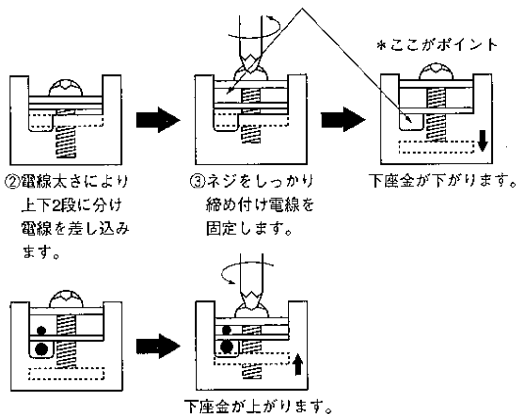 *ここがポイント
②電線太さにより
上下2段に分け
電線を差し込み
ます。
③ネジをしっかり
締め付け電線を
固定します。
下座金が下がります。
下座金が上がります。